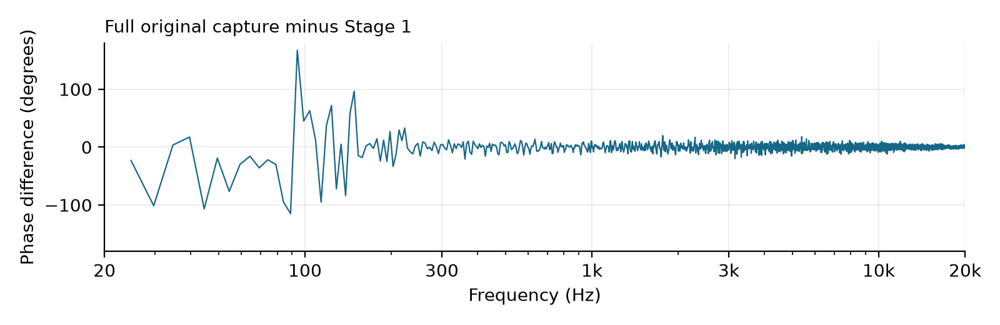 Full original capture minus Stage 1
Phase difference (degrees)
100
0
−100
20
100
300
1k
3k
10k
20k
Frequency (Hz)